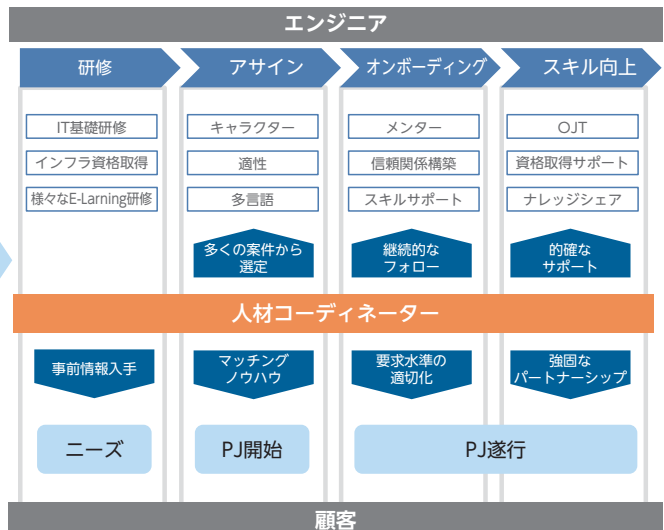 エンジニア
研修
アサイン
オンボーディング
スキル向上
IT基礎研修
キャラクター
メンター
OJT
インフラ資格取得
適性
信頼関係構築
資格取得サポート
様々なE-Larning研修
多言語
スキルサポート
ナレッジシェア
多くの案件から
選定
継続的な
フォロー
的確な
サポート
人材コーディネーター
事前情報入手
マッチング
ノウハウ
要求水準の
適切化
強固な
パートナーシップ
ニーズ
PJ開始
PJ遂行
顧客